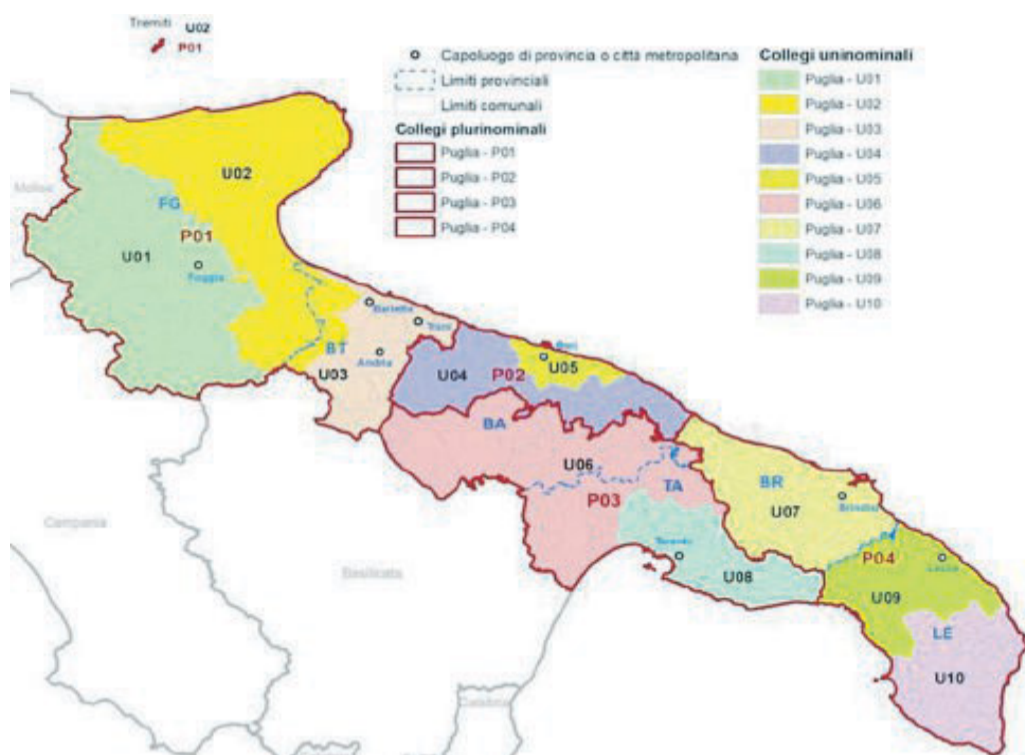 Tremiti U02
P01
Capoluogo di provincia o città metropolitana
Limiti provinciali
Limiti comunali
Collegi plurinominali
Puglia - P01
Puglia - P02
Puglia - P03
Puglia - P04
Collegi uninominali
Puglia - U01
Puglia - U02
Puglia - U03
Puglia - U04
Puglia - U05
Puglia - U06
Puglia - U07
Puglia - U08
Puglia - U09
Puglia - U10
Molise
U02
FG
P01
U01
Foggia
Barletta
Trani
BT
Andria
U03
Bari
U04
P02
U05
BA
U06
TA
P03
BR
U07
Brindisi
Taranto
U08
P04
Lecce
U09
LE
U10
Campania
Basilicata
Calabria